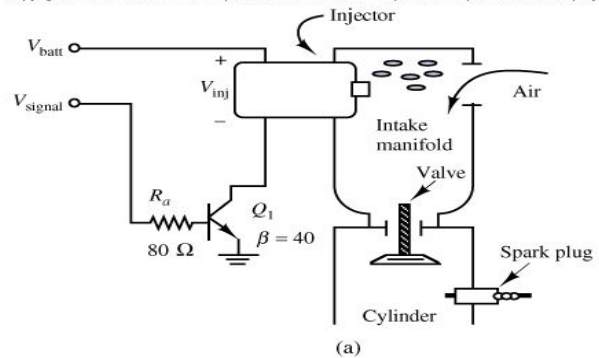 Injector
V_batt
+
V_inj
−
Air
V_signal
Intake
manifold
Valve
R_a
Q_1
80 Ω
β = 40
Spark plug
Cylinder
(a)